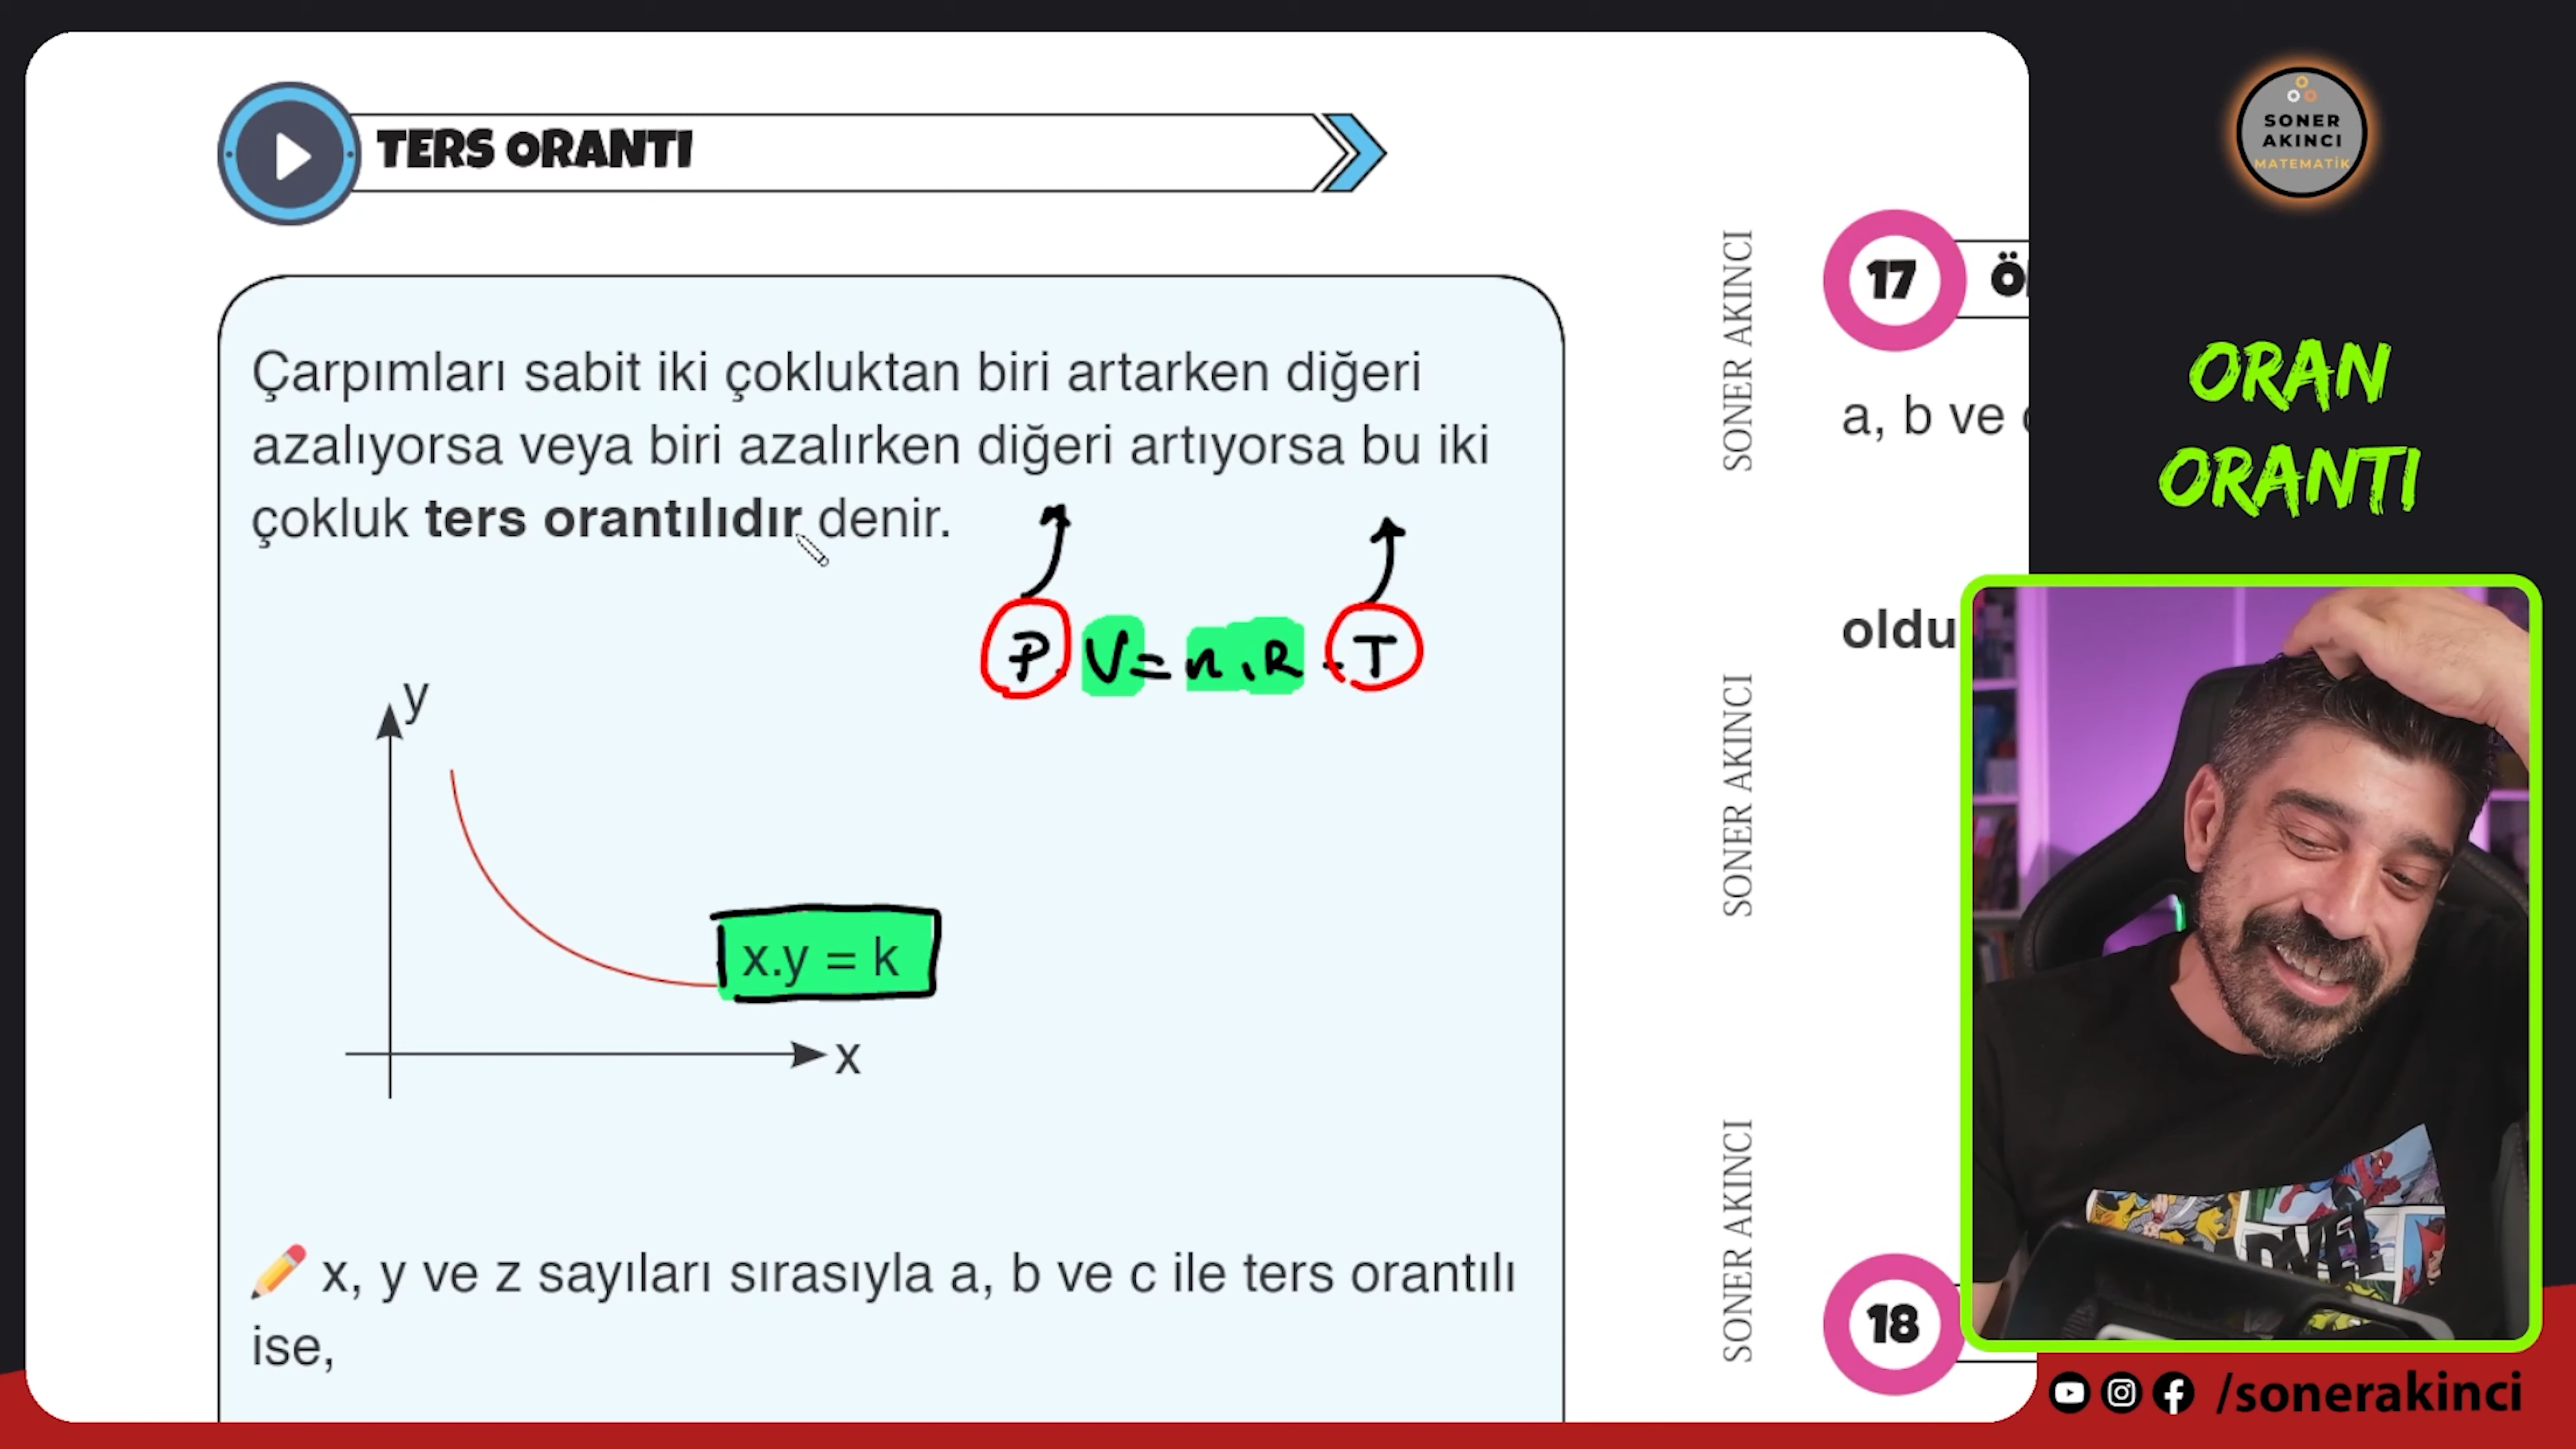 TERS ORANTI
Çarpımları sabit iki çokluktan biri artarken diğeri
azalıyorsa veya biri azalırken diğeri artıyorsa bu iki
çokluk ters orantılıdır denir.
P.V = n.R.T
y
x.y = k
x
x, y ve z sayıları sırasıyla a, b ve c ile ters orantılı
ise,
SONER AKINCI
SONER AKINCI
SONER AKINCI
17
a, b ve
oldu
18
SONER
AKINCI
MATEMATİK
ORAN
ORANTI
MARVEL
/sonerakinci